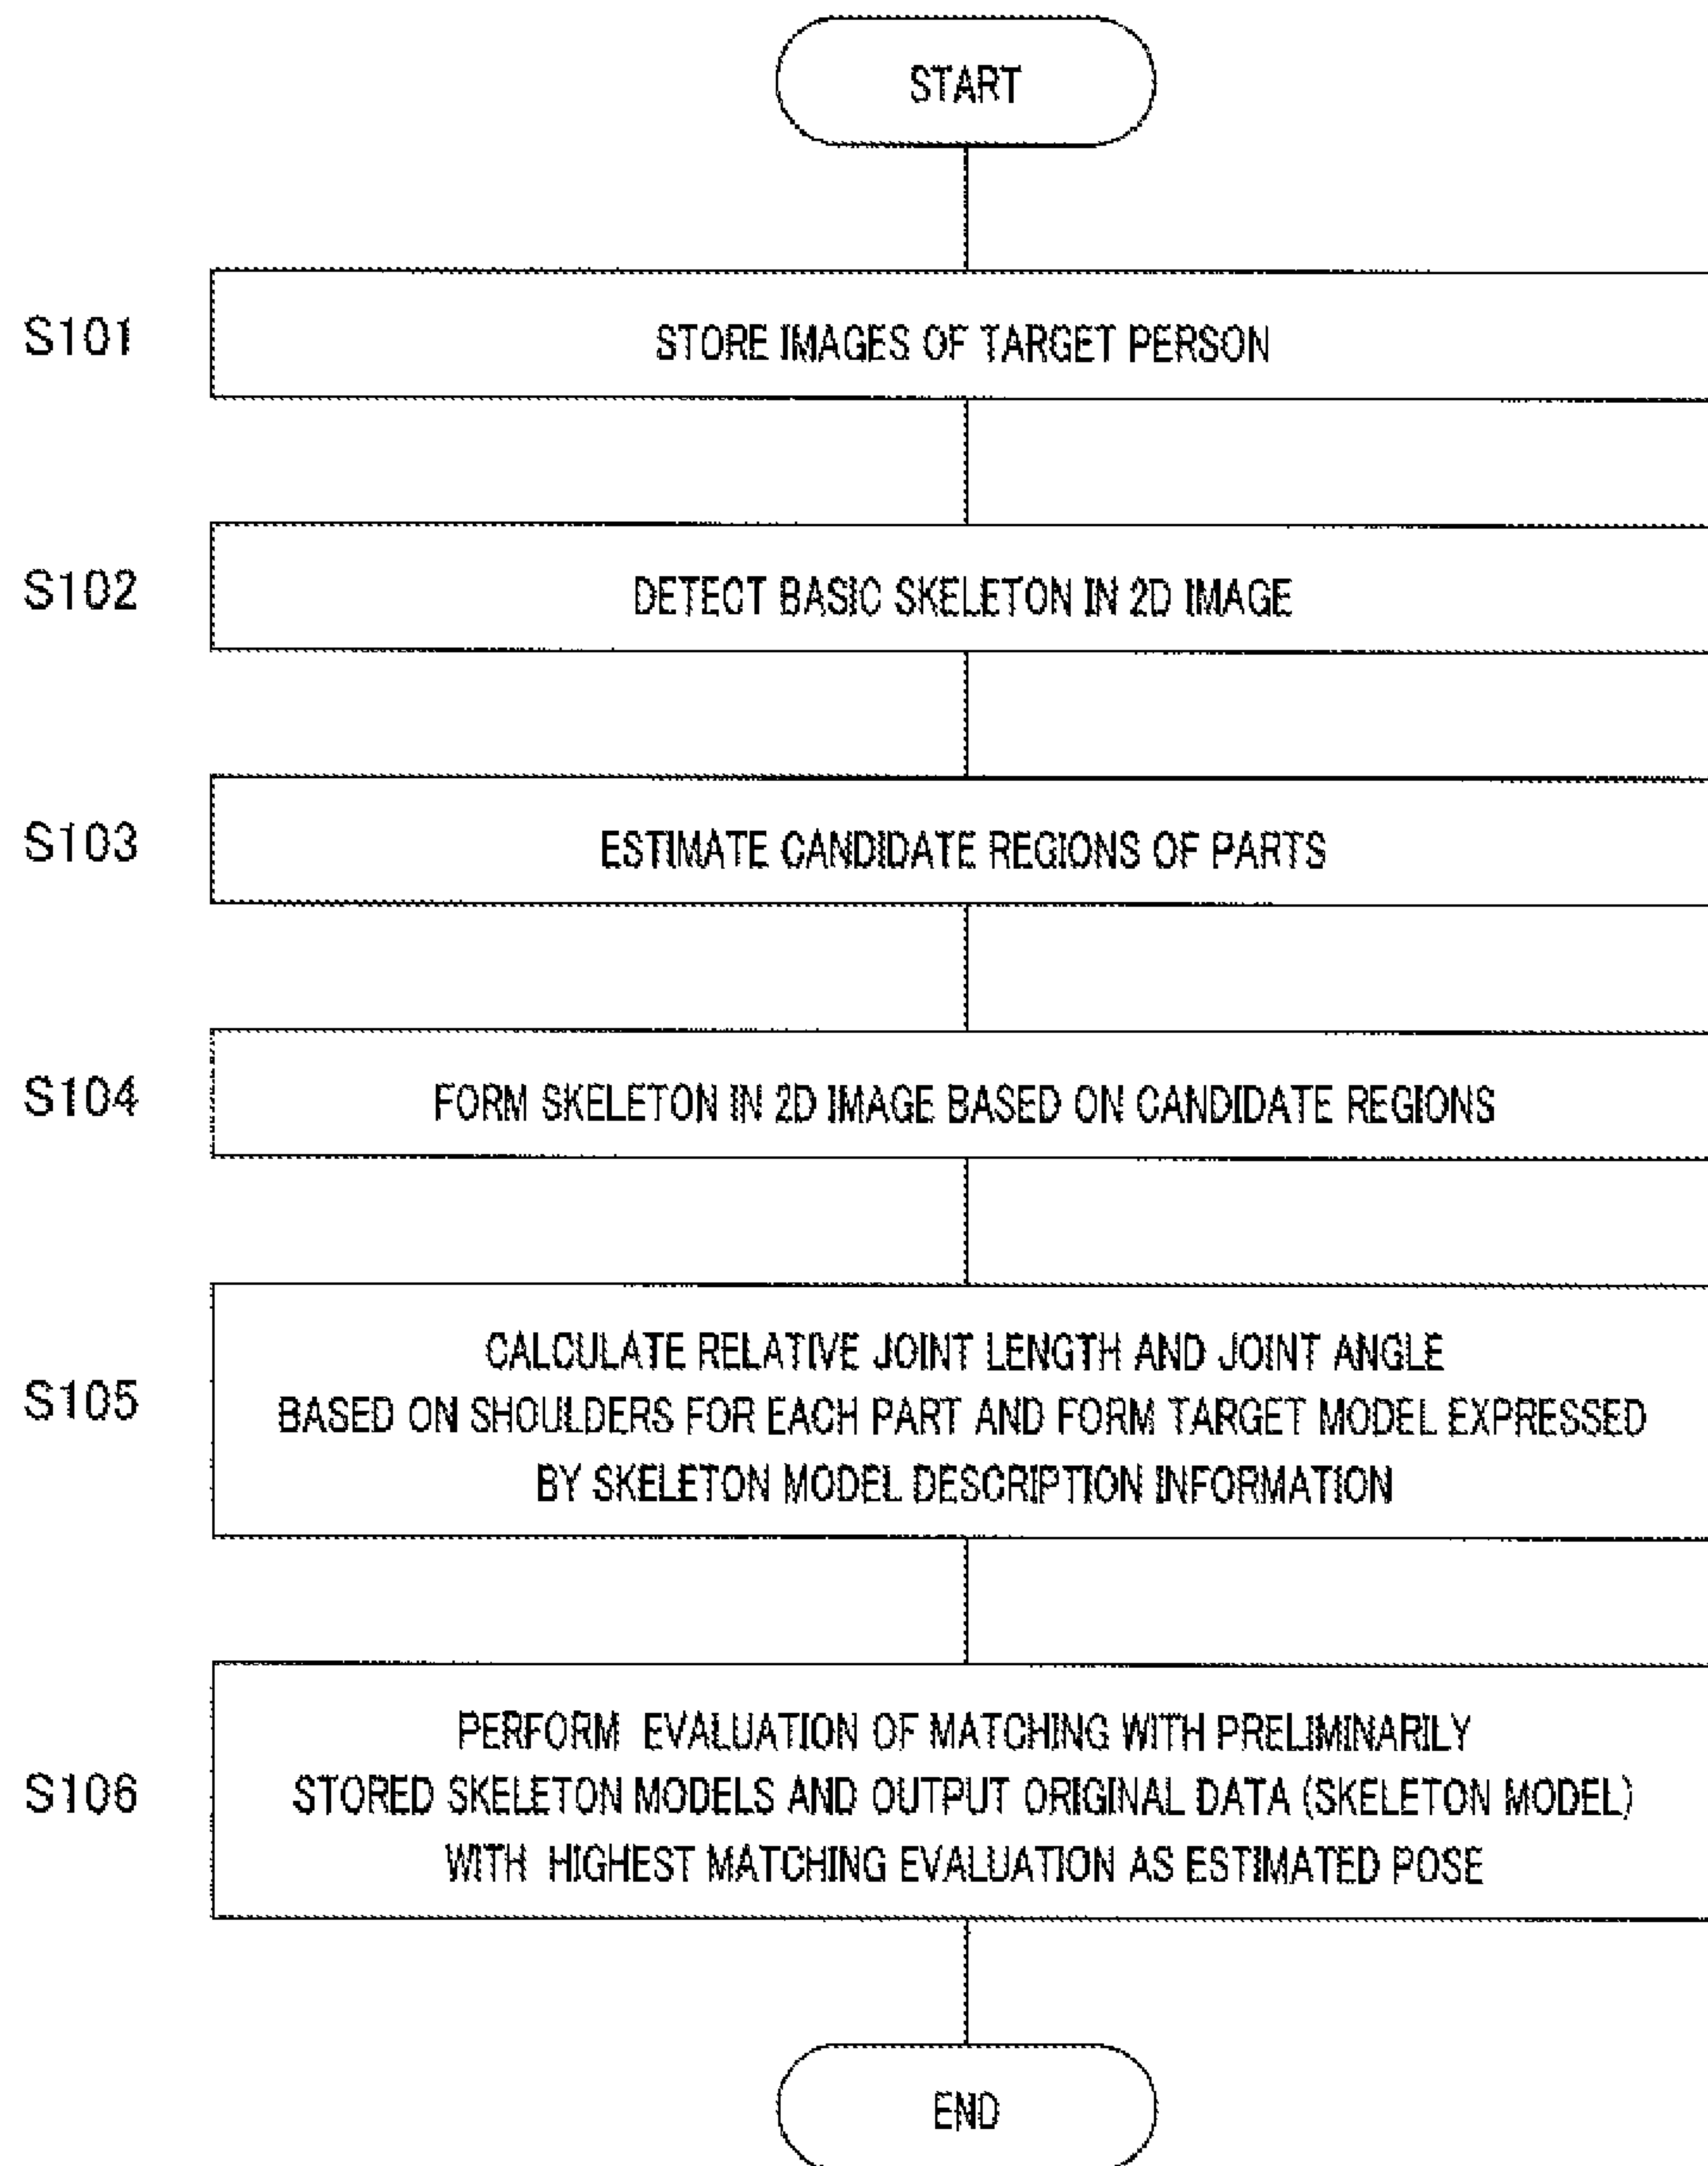 START
S101
STORE IMAGES OF TARGET PERSON
S102
DETECT BASIC SKELETON IN 2D IMAGE
S103
ESTIMATE CANDIDATE REGIONS OF PARTS
S104
FORM SKELETON IN 2D IMAGE BASED ON CANDIDATE REGIONS
S105
CALCULATE RELATIVE JOINT LENGTH AND JOINT ANGLE
BASED ON SHOULDERS FOR EACH PART AND FORM TARGET MODEL EXPRESSED
BY SKELETON MODEL DESCRIPTION INFORMATION
S106
PERFORM EVALUATION OF MATCHING WITH PRELIMINARILY
STORED SKELETON MODELS AND OUTPUT ORIGINAL DATA (SKELETON MODEL)
WITH HIGHEST MATCHING EVALUATION AS ESTIMATED POSE
END